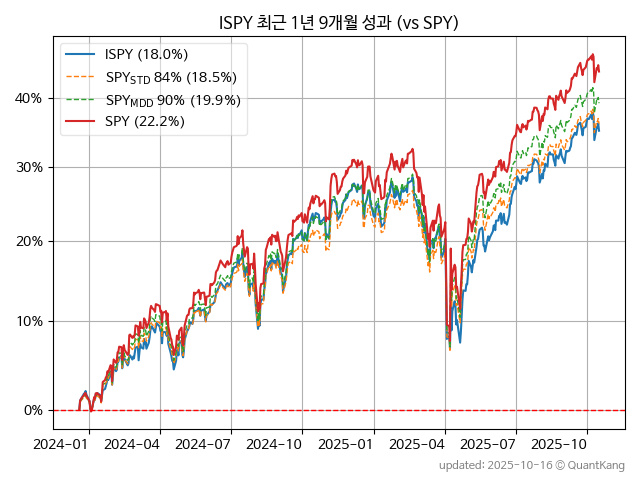 ISPY 최근 1년 9개월 성과 (vs SPY)
ISPY (18.0%)
SPY_STD 84% (18.5%)
SPY_MDD 90% (19.9%)
SPY (22.2%)
40%
30%
20%
10%
0%
2024-01 2024-04 2024-07 2024-10 2025-01 2025-04 2025-07 2025-10
updated: 2025-10-16 © QuantKang